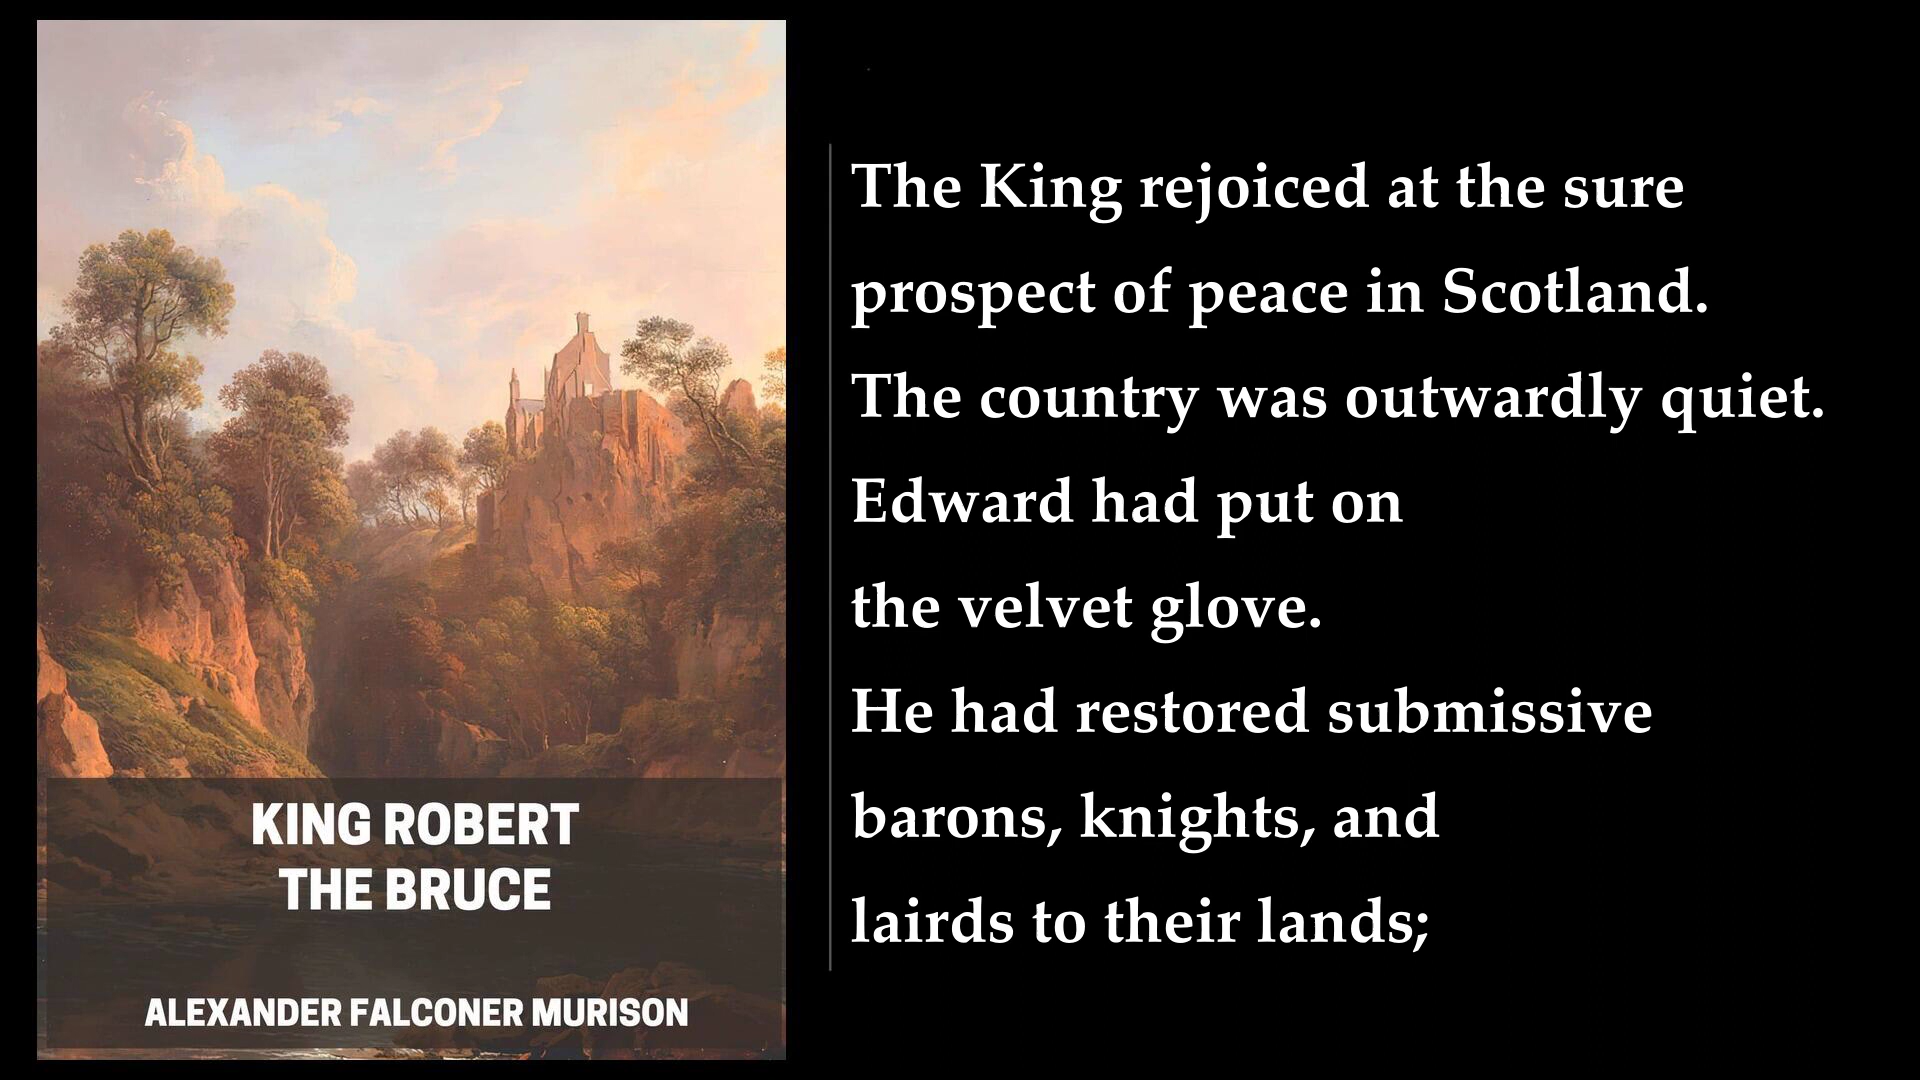 The King rejoiced at the sure
prospect of peace in Scotland.
The country was outwardly quiet.
Edward had put on
the velvet glove.
He had restored submissive
barons, knights, and
lairds to their lands;
KING ROBERT
THE BRUCE
ALEXANDER FALCONER MURISON